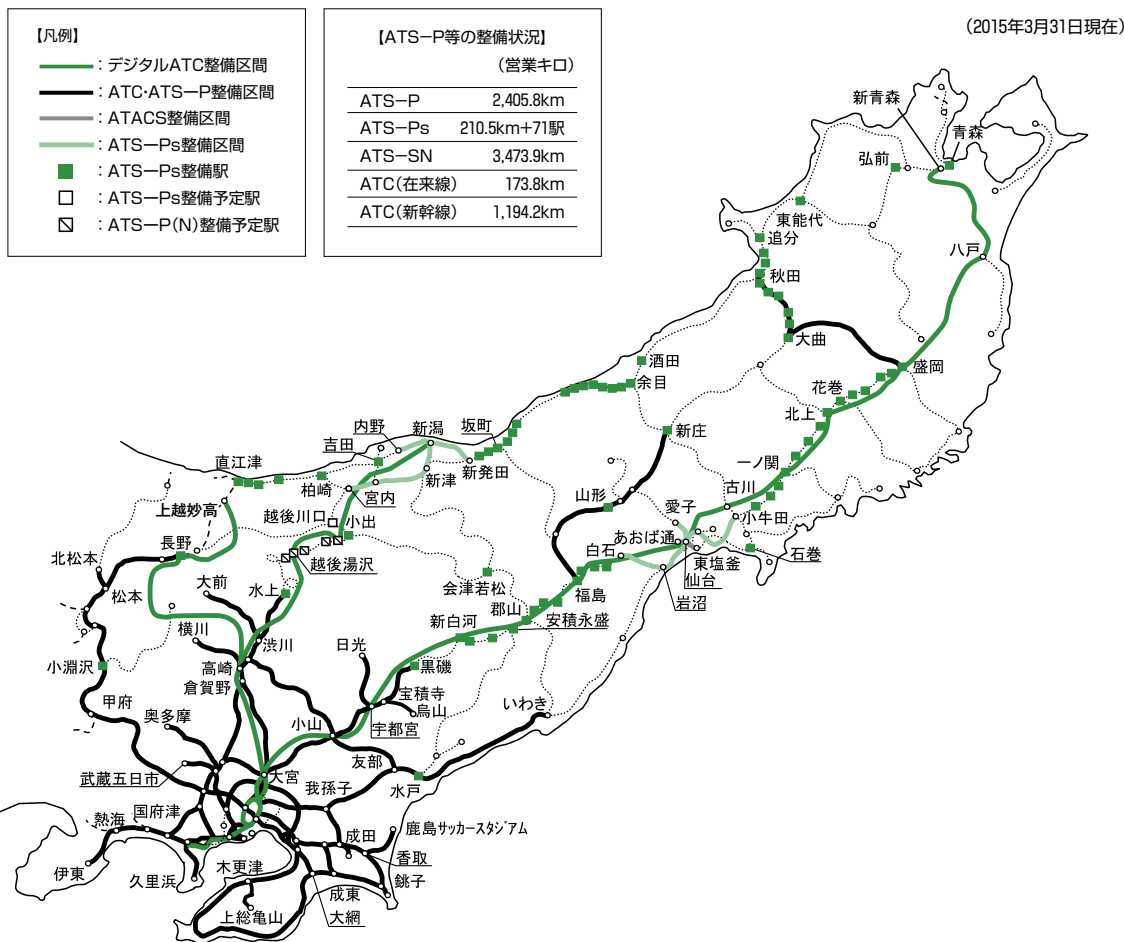 (2015年3月31日現在)
【凡例】
:デジタルATC整備区間
:ATC・ATS−P整備区間
:ATACS整備区間
:ATS−Ps整備区間
:ATS−Ps整備駅
:ATS−Ps整備予定駅
:ATS−P(N)整備予定駅
【ATS−P等の整備状況】
(営業キロ)
ATS−P 2,405.8km
ATS−Ps 210.5km+71駅
ATS−SN 3,473.9km
ATC(在来線) 173.8km
ATC(新幹線) 1,194.2km
新青森
青森
弘前
東能代
追分
八戸
秋田
大曲
盛岡
酒田
余目
花巻
北上
新庄
坂町
内野
新潟
吉田
直江津
新発田
一ノ関
柏崎
新津
宮内
古川
山形
愛子
上越妙高
越後川口
小出
小牛田
あおば通
長野
白石
北松本
越後湯沢
東塩釜
石巻
仙台
大前
会津若松
福島
松本
水上
岩沼
郡山
横川
新白河
安積永盛
渋川
日光
小淵沢
高崎
黒磯
倉賀野
宝積寺
甲府
烏山
いわき
奥多摩
小山
宇都宮
友部
武蔵五日市
大宮
我孫子
水戸
熱海
国府津
成田
鹿島サッカースタジアム
香取
伊東
久里浜
木更津
銚子
成東
上総亀山
大網